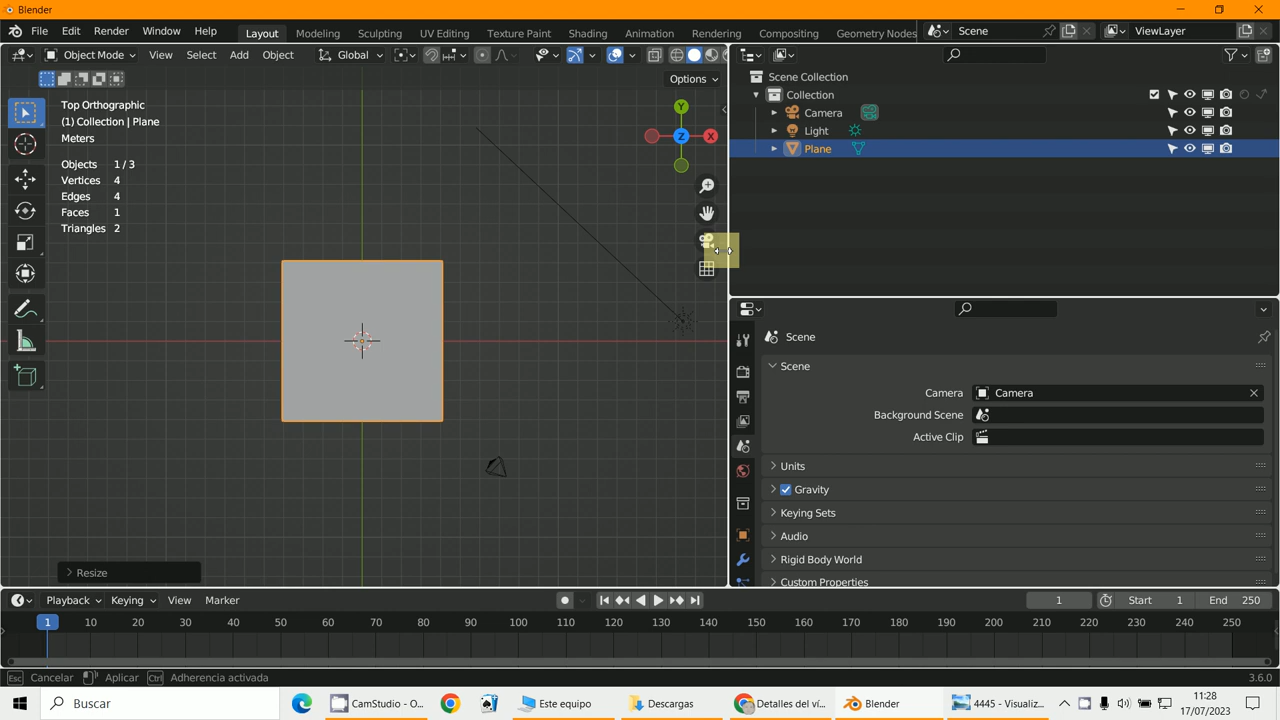 Blender
File Edit Render Window Help Layout Modeling Sculpting UV Editing Texture Paint Shading Animation Rendering Compositing Geometry Nodes Scene ViewLayer
Object Mode View Select Add Object Global
Options
Top Orthographic
(1) Collection | Plane
Meters
Objects 1 / 3
Vertices 4
Edges 4
Faces 1
Triangles 2
Y
Z
X
Resize
Scene Collection
Collection
Camera
Light
Plane
Scene
Scene
Camera Camera
Background Scene
Active Clip
Units
Gravity
Keying Sets
Audio
Rigid Body World
Custom Properties
Playback Keying View Marker 1 Start 1 End 250
1 10 20 30 40 50 60 70 80 90 100 110 120 130 140 150 160 170 180 190 200 210 220 230 240 250
Esc Cancelar Aplicar Ctrl Adherencia activada 3.6.0
Buscar CamStudio - O... Este equipo Descargas Detalles del ví... Blender 4445 - Visualiz... 11:28
17/07/2023